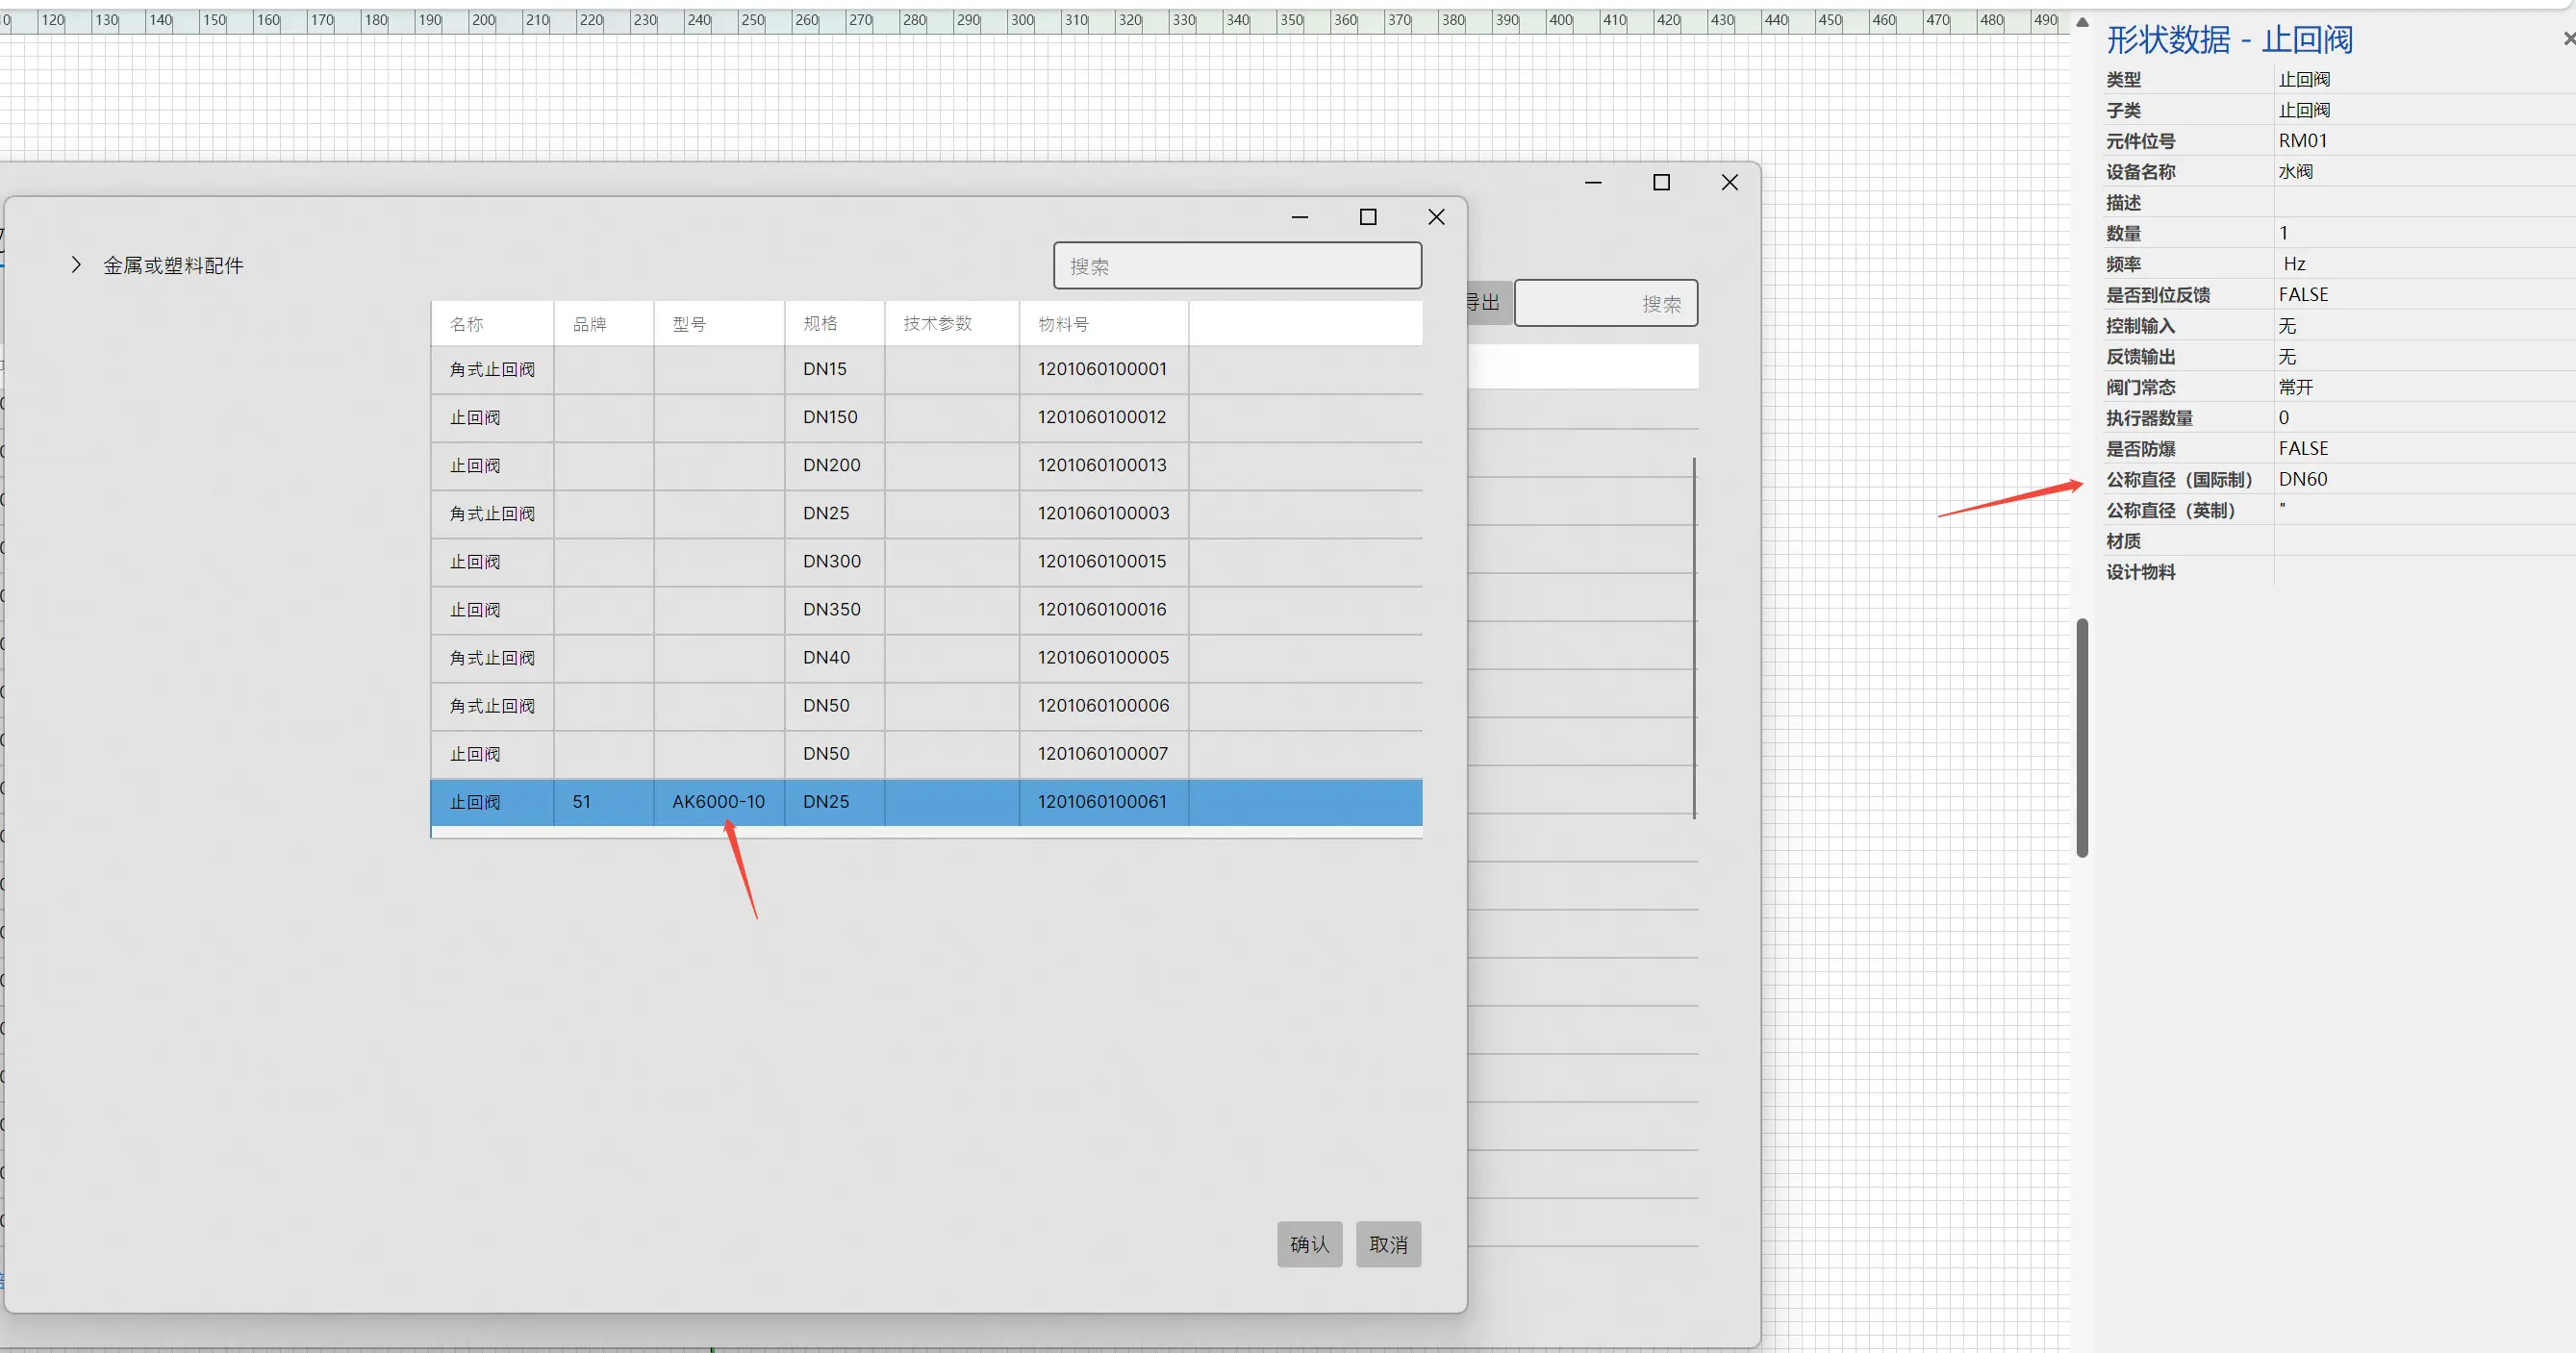 120 130 140 150 160 170 180 190 200 210 220 230 240 250 260 270 280 290 300 310 320 330 340 350 360 370 380 390 400 410 420 430 440 450 460 470 480 490
形状数据 - 止回阀
类型 止回阀
子类 止回阀
元件位号 RM01
设备名称 水阀
描述
数量 1
频率 Hz
是否到位反馈 FALSE
控制输入 无
反馈输出 无
阀门常态 常开
执行器数量 0
是否防爆 FALSE
公称直径（国际制） DN60
公称直径（英制） "
材质
设计物料
金属或塑料配件
搜索
导出 搜索
名称 品牌 型号 规格 技术参数 物料号
角式止回阀 DN15 1201060100001
止回阀 DN150 1201060100012
止回阀 DN200 1201060100013
角式止回阀 DN25 1201060100003
止回阀 DN300 1201060100015
止回阀 DN350 1201060100016
角式止回阀 DN40 1201060100005
角式止回阀 DN50 1201060100006
止回阀 DN50 1201060100007
止回阀 51 AK6000-10 DN25 1201060100061
确认 取消